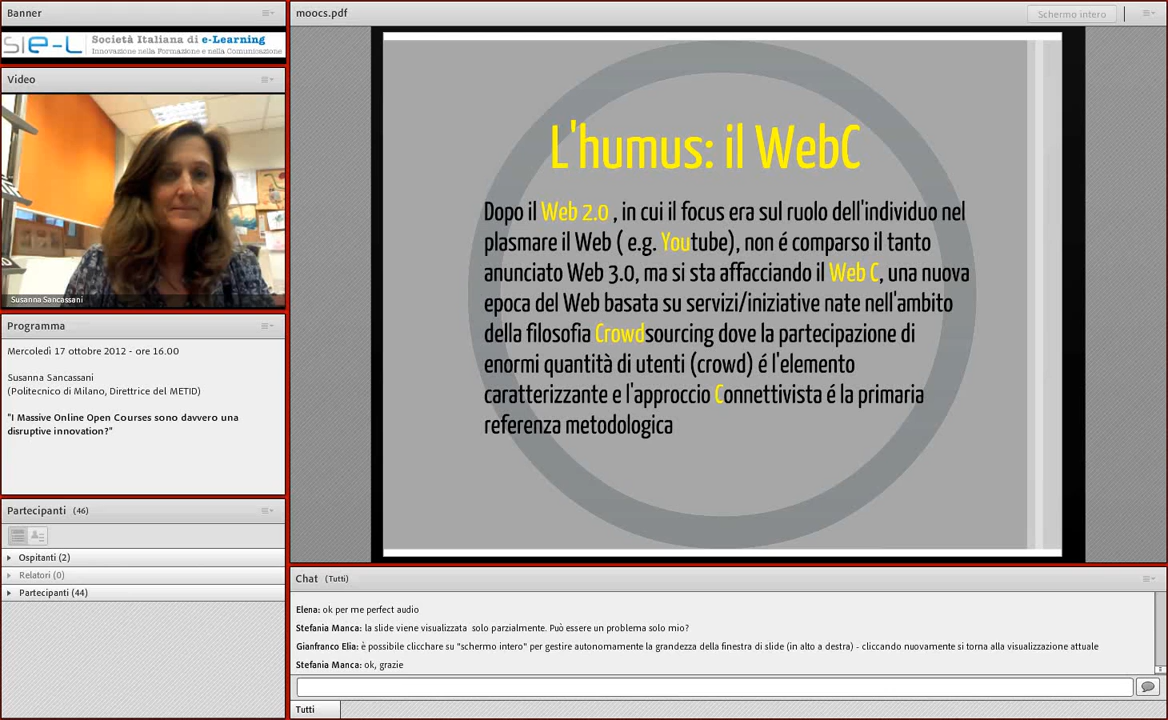 Banner
SIe-L Società Italiana di e-Learning
Innovazione nella Formazione e nella Comunicazione
Video
Susanna Sancassani
Programma
Mercoledì 17 ottobre 2012 - ore 16.00
Susanna Sancassani
(Politecnico di Milano, Direttrice del METID)
"I Massive Online Open Courses sono davvero una
disruptive innovation?"
Partecipanti (46)
Ospitanti (2)
Relatori (0)
Partecipanti (44)
moocs.pdf
Schermo intero
L'humus: il WebC
Dopo il Web 2.0 , in cui il focus era sul ruolo dell'individuo nel
plasmare il Web ( e.g. Youtube), non é comparso il tanto
anunciato Web 3.0, ma si sta affacciando il Web C, una nuova
epoca del Web basata su servizi/iniziative nate nell'ambito
della filosofia Crowdsourcing dove la partecipazione di
enormi quantità di utenti (crowd) é l'elemento
caratterizzante e l'approccio Connettivista é la primaria
referenza metodologica
Chat (Tutti)
Elena: ok per me perfect audio
Stefania Manca: la slide viene visualizzata solo parzialmente. Può essere un problema solo mio?
Gianfranco Elia: è possibile clicchare su "schermo intero" per gestire autonomamente la grandezza della finestra di slide (in alto a destra) - cliccando nuovamente si torna alla visualizzazione attuale
Stefania Manca: ok, grazie
Tutti